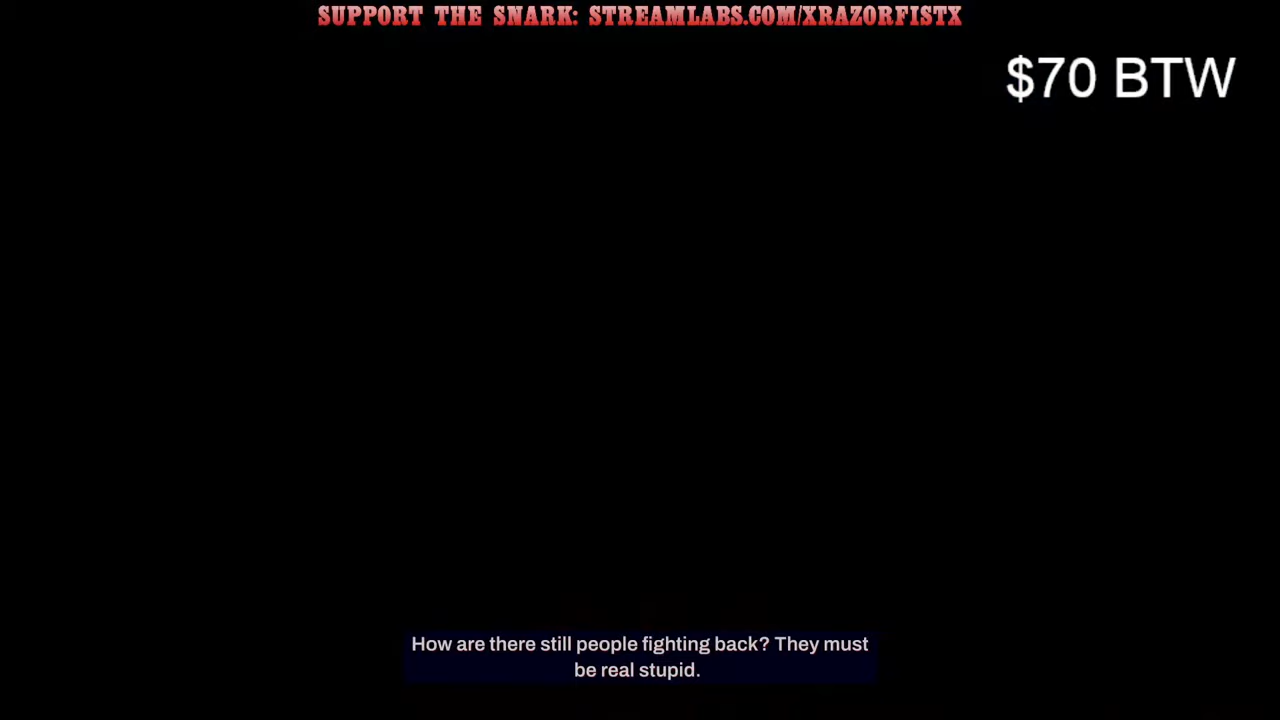 SUPPORT THE SNARK: STREAMLABS.COM/XRAZORFISTX
$70 BTW
How are there still people fighting back? They must
be real stupid.